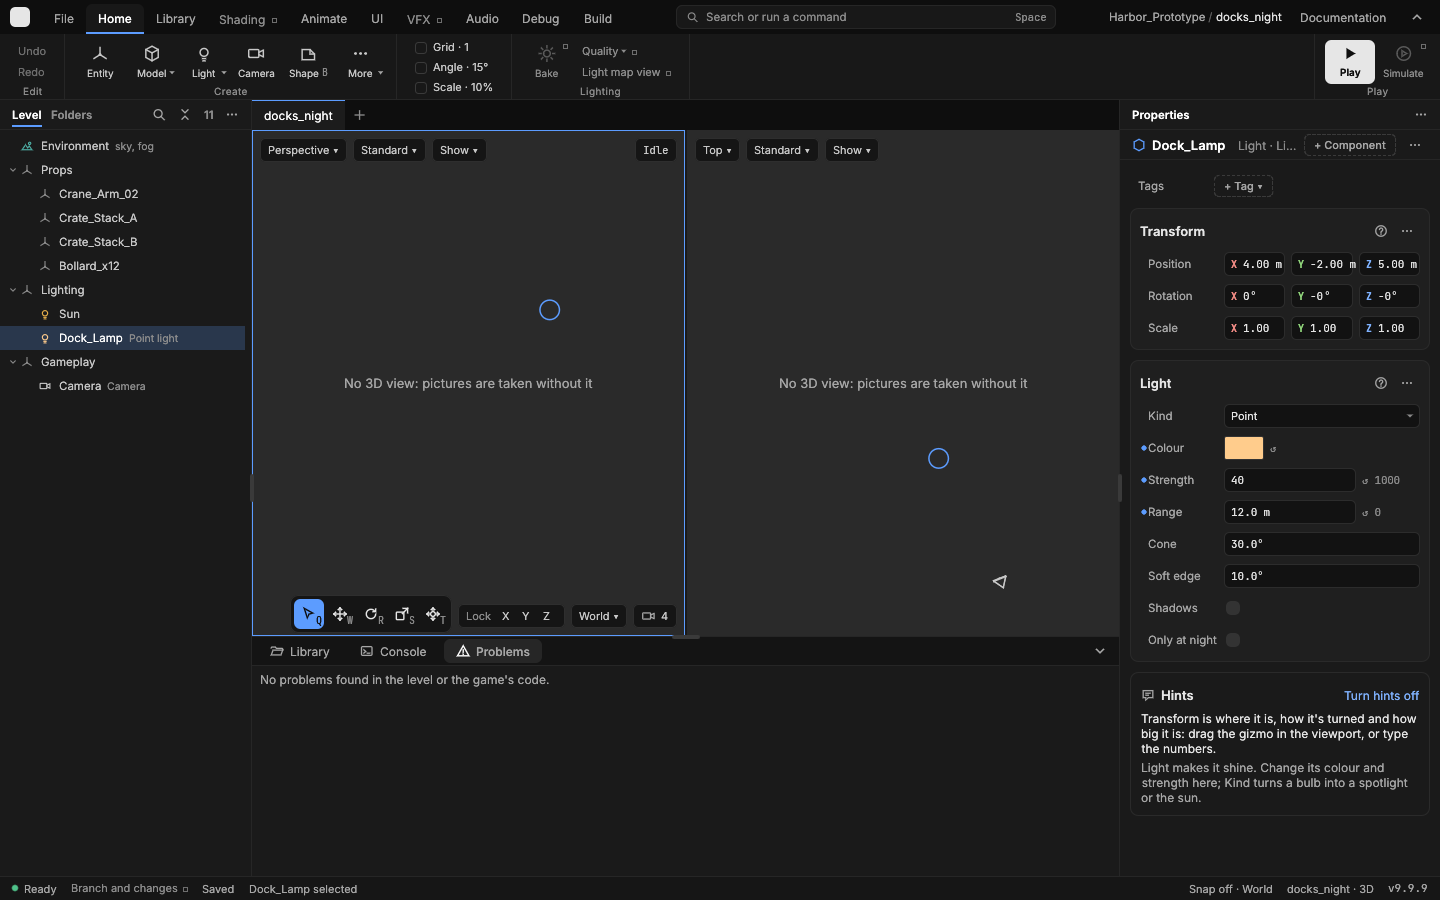 File Home Library Shading Animate UI VFX Audio Debug Build
Search or run a command Space
Harbor_Prototype / docks_night Documentation
Undo
Redo
Edit
Entity Model Light Camera Shape B More
Create
Grid · 1
Angle · 15°
Scale · 10%
Bake
Quality
Light map view
Lighting
Play Simulate
Play
Level Folders 11
Environment sky, fog
Props
Crane_Arm_02
Crate_Stack_A
Crate_Stack_B
Bollard_x12
Lighting
Sun
Dock_Lamp Point light
Gameplay
Camera Camera
docks_night
Perspective Standard Show Idle
No 3D view: pictures are taken without it
Q W R S T
Lock X Y Z World 4
Top Standard Show
No 3D view: pictures are taken without it
Library Console Problems
No problems found in the level or the game's code.
Properties
Dock_Lamp Light · Li... + Component
Tags + Tag
Transform
Position X 4.00 m Y -2.00 m Z 5.00 m
Rotation X 0° Y -0° Z -0°
Scale X 1.00 Y 1.00 Z 1.00
Light
Kind Point
Colour
Strength 40 1000
Range 12.0 m 0
Cone 30.0°
Soft edge 10.0°
Shadows
Only at night
Hints Turn hints off
Transform is where it is, how it's turned and how
big it is: drag the gizmo in the viewport, or type
the numbers.
Light makes it shine. Change its colour and
strength here; Kind turns a bulb into a spotlight
or the sun.
Ready Branch and changes Saved Dock_Lamp selected
Snap off · World docks_night · 3D v9.9.9